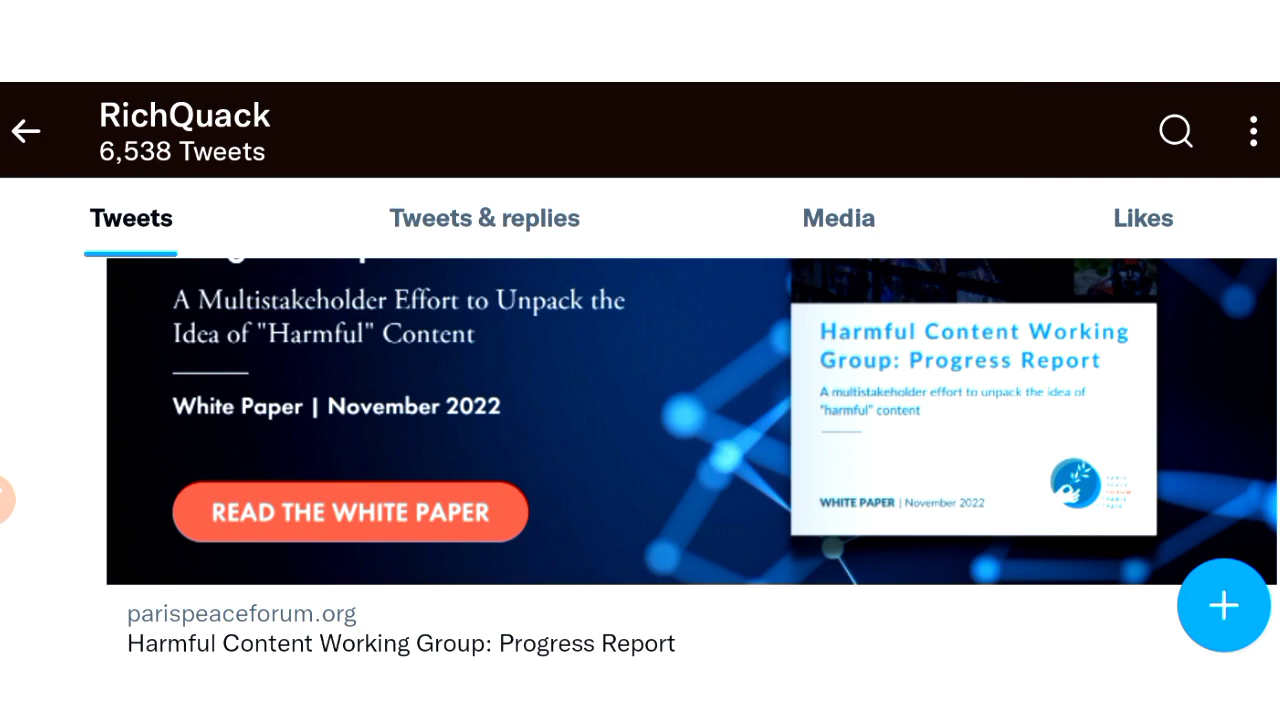 RichQuack
6,538 Tweets
Tweets
Tweets & replies
Media
Likes
A Multistakeholder Effort to Unpack the
Idea of "Harmful" Content
White Paper | November 2022
READ THE WHITE PAPER
Harmful Content Working
Group: Progress Report
A multistakeholder effort to unpack the idea of
"harmful" content
WHITE PAPER | November 2022
parispeaceforum.org
Harmful Content Working Group: Progress Report